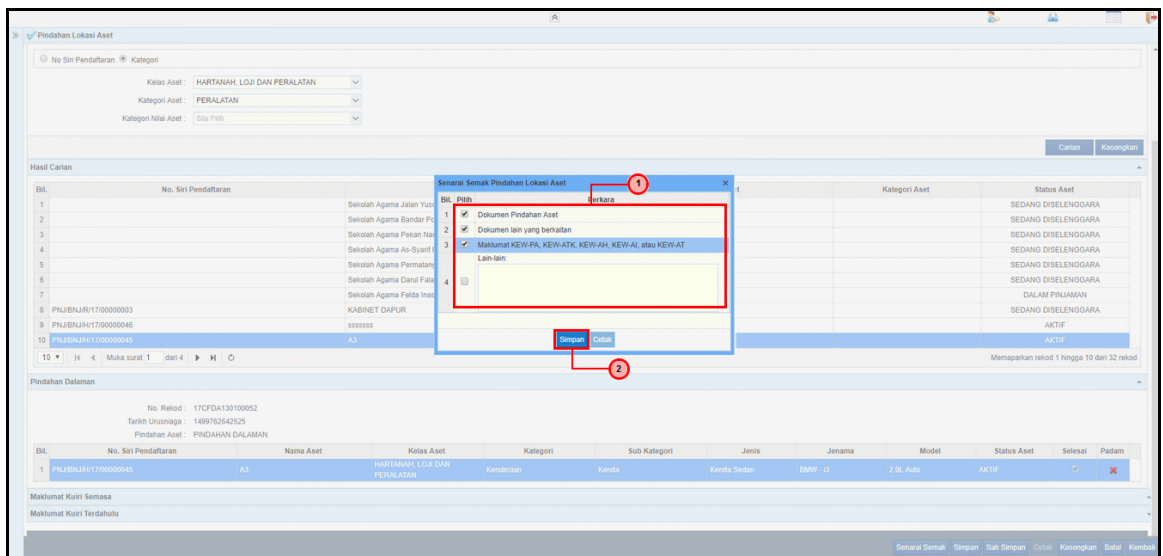 Pindahan Lokasi Aset
No Siri Pendaftaran Kategori
Kelas Aset : HARTANAH, LOJI DAN PERALATAN
Kategori Aset : PERALATAN
Kategori Nilai Aset : Sila Pilih
Carian Kosongkan
Hasil Carian
Bil. No. Siri Pendaftaran Kategori Aset Status Aset
1 Sekolah Agama Jalan SEDANG DISELENGGARA
2 Sekolah Agama Bandar SEDANG DISELENGGARA
3 Sekolah Agama Pekan SEDANG DISELENGGARA
4 Sekolah Agama As-Syarif SEDANG DISELENGGARA
5 Sekolah Agama SEDANG DISELENGGARA
6 Sekolah Agama Darul SEDANG DISELENGGARA
7 Sekolah Agama Felda DALAM PINJAMAN
8 PNJ/BNJ/R/17/00000003 KABINET DAPUR SEDANG DISELENGGARA
9 PNJ/BNJ/H/17/00000046 sssssss AKTIF
10 PNJ/BNJ/H/17/00000045 A3 AKTIF
Senarai Semak Pindahan Lokasi Aset 1 ×
Bil. Pilih Perkara
1 Dokumen Pindahan Aset
2 Dokumen lain yang berkaitan
3 Maklumat KEW-PA, KEW-ATK, KEW-AH, KEW-AI, atau KEW-AT
Lain-lain:
4
Simpan Cetak
2
10 Muka surat 1 dari 4 Memaparkan rekod 1 hingga 10 dari 32 rekod
Pindahan Dalaman
No. Rekod : 17CFDA130100052
Tarikh Urusniaga : 1499762642525
Pindahan Aset : PINDAHAN DALAMAN
Bil. No. Siri Pendaftaran Nama Aset Kelas Aset Kategori Sub Kategori Jenis Jenama Model Status Aset Selesai Padam
1 PNJ/BNJ/H/17/00000045 A3 HARTANAH, LOJI DAN PERALATAN Kenderaan Kereta Kereta Sedan BMW - I3 2.0L Auto AKTIF
Maklumat Kuiri Semasa
Maklumat Kuiri Terdahulu
Senarai Semak Simpan Sah Simpan Cetak Kosongkan Batal Kembali